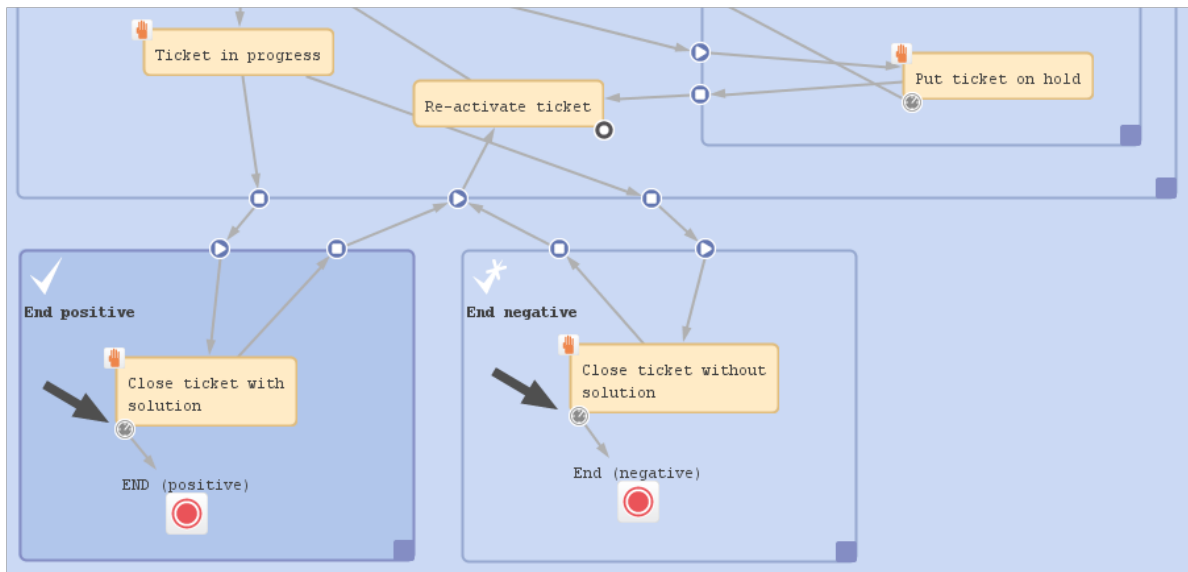 Ticket in progress
Put ticket on hold
Re-activate ticket
End positive
End negative
Close ticket with
solution
Close ticket without
solution
END (positive)
End (negative)